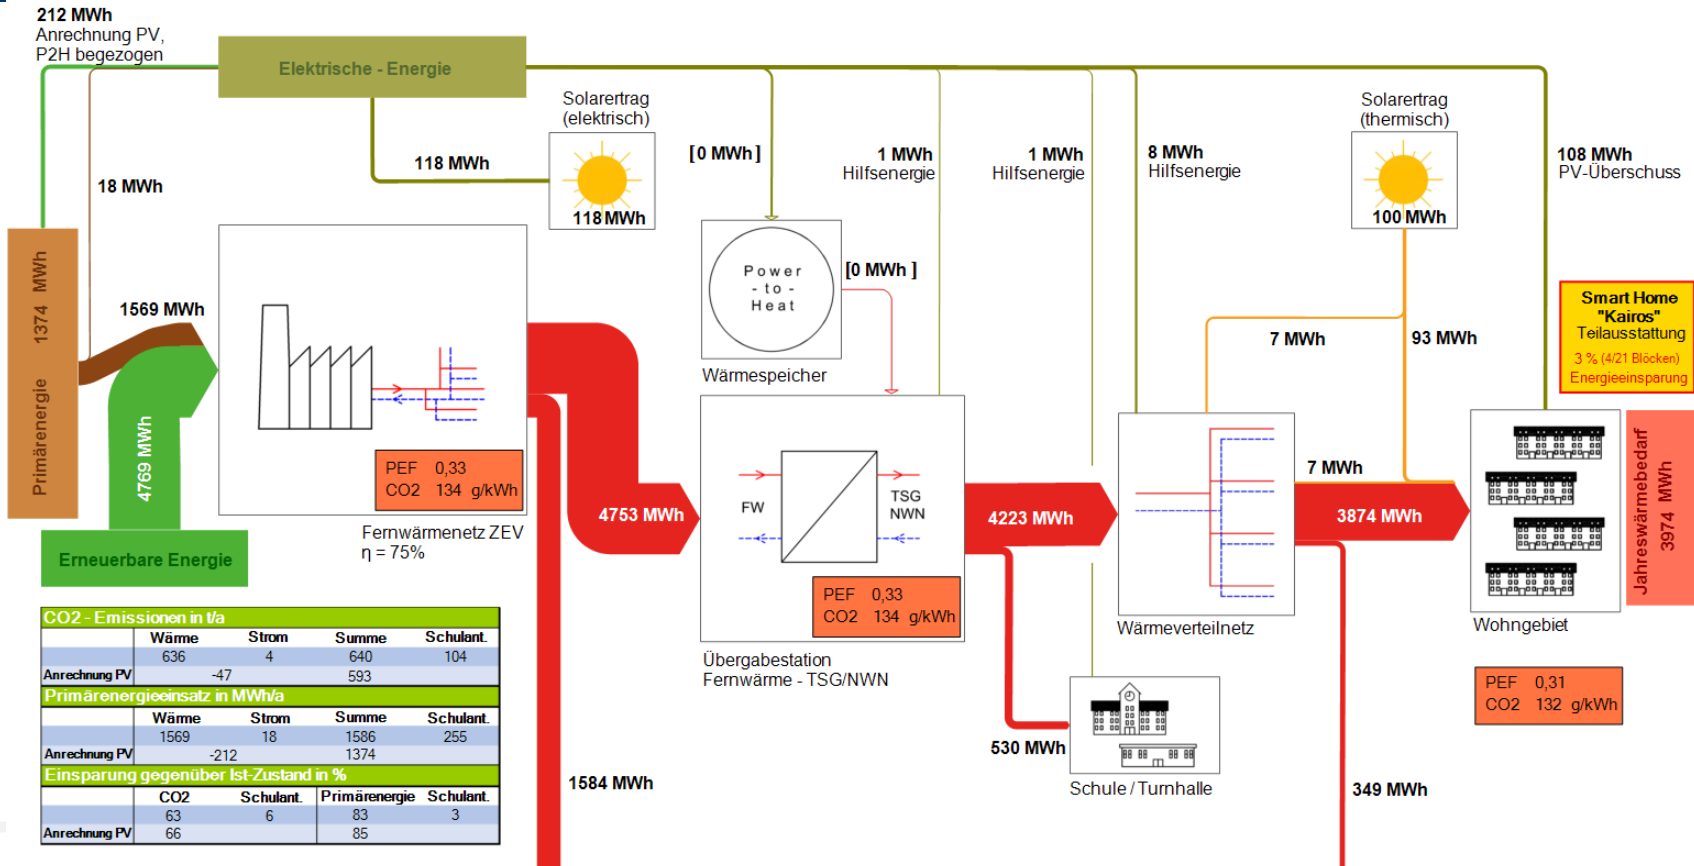 212 MWh
Anrechnung PV,
P2H begezogen
Elektrische - Energie
Solarertrag
(elektrisch)
118 MWh
118 MWh
18 MWh
[0 MWh ]
1 MWh
Hilfsenergie
1 MWh
Hilfsenergie
8 MWh
Hilfsenergie
Solarertrag
(thermisch)
100 MWh
108 MWh
PV-Überschuss
Primärenergie 1374 MWh
1569 MWh
4769 MWh
Erneuerbare Energie
PEF 0,33
CO2 134 g/kWh
Fernwärmenetz ZEV
η = 75%
Power
- to -
Heat
[0 MWh ]
Wärmespeicher
7 MWh
93 MWh
Smart Home
"Kairos"
Teilausstattung
3 % (4/21 Blöcken)
Energieeinsparung
4753 MWh
FW
TSG
NWN
PEF 0,33
CO2 134 g/kWh
Übergabestation
Fernwärme - TSG/NWN
4223 MWh
7 MWh
3874 MWh
Wärmeverteilnetz
Jahreswärmebedarf
3974 MWh
Wohngebiet
PEF 0,31
CO2 132 g/kWh
530 MWh
Schule / Turnhalle
349 MWh
1584 MWh
CO2 - Emissionen in t/a
Wärme Strom Summe Schulant.
636 4 640 104
Anrechnung PV -47 593
Primärenergieeinsatz in MWh/a
Wärme Strom Summe Schulant.
1569 18 1586 255
Anrechnung PV -212 1374
Einsparung gegenüber Ist-Zustand in %
CO2 Schulant. Primärenergie Schulant.
63 6 83 3
Anrechnung PV 66 85